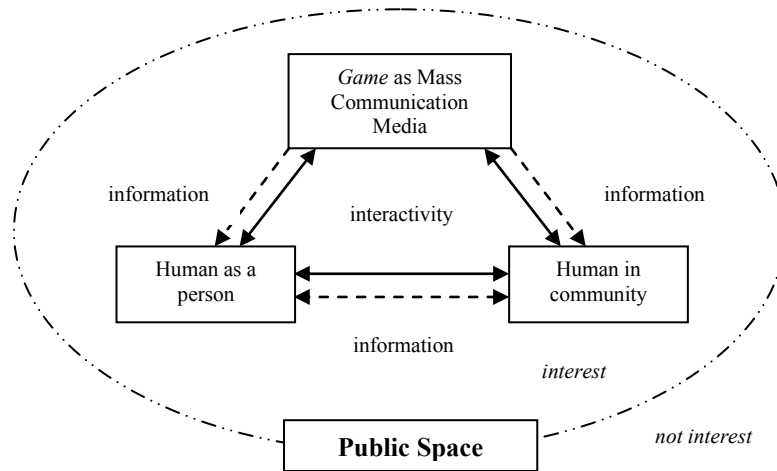 Game as Mass
Communication
Media
information
information
interactivity
Human as a
person
Human in
community
information
interest
not interest
Public Space